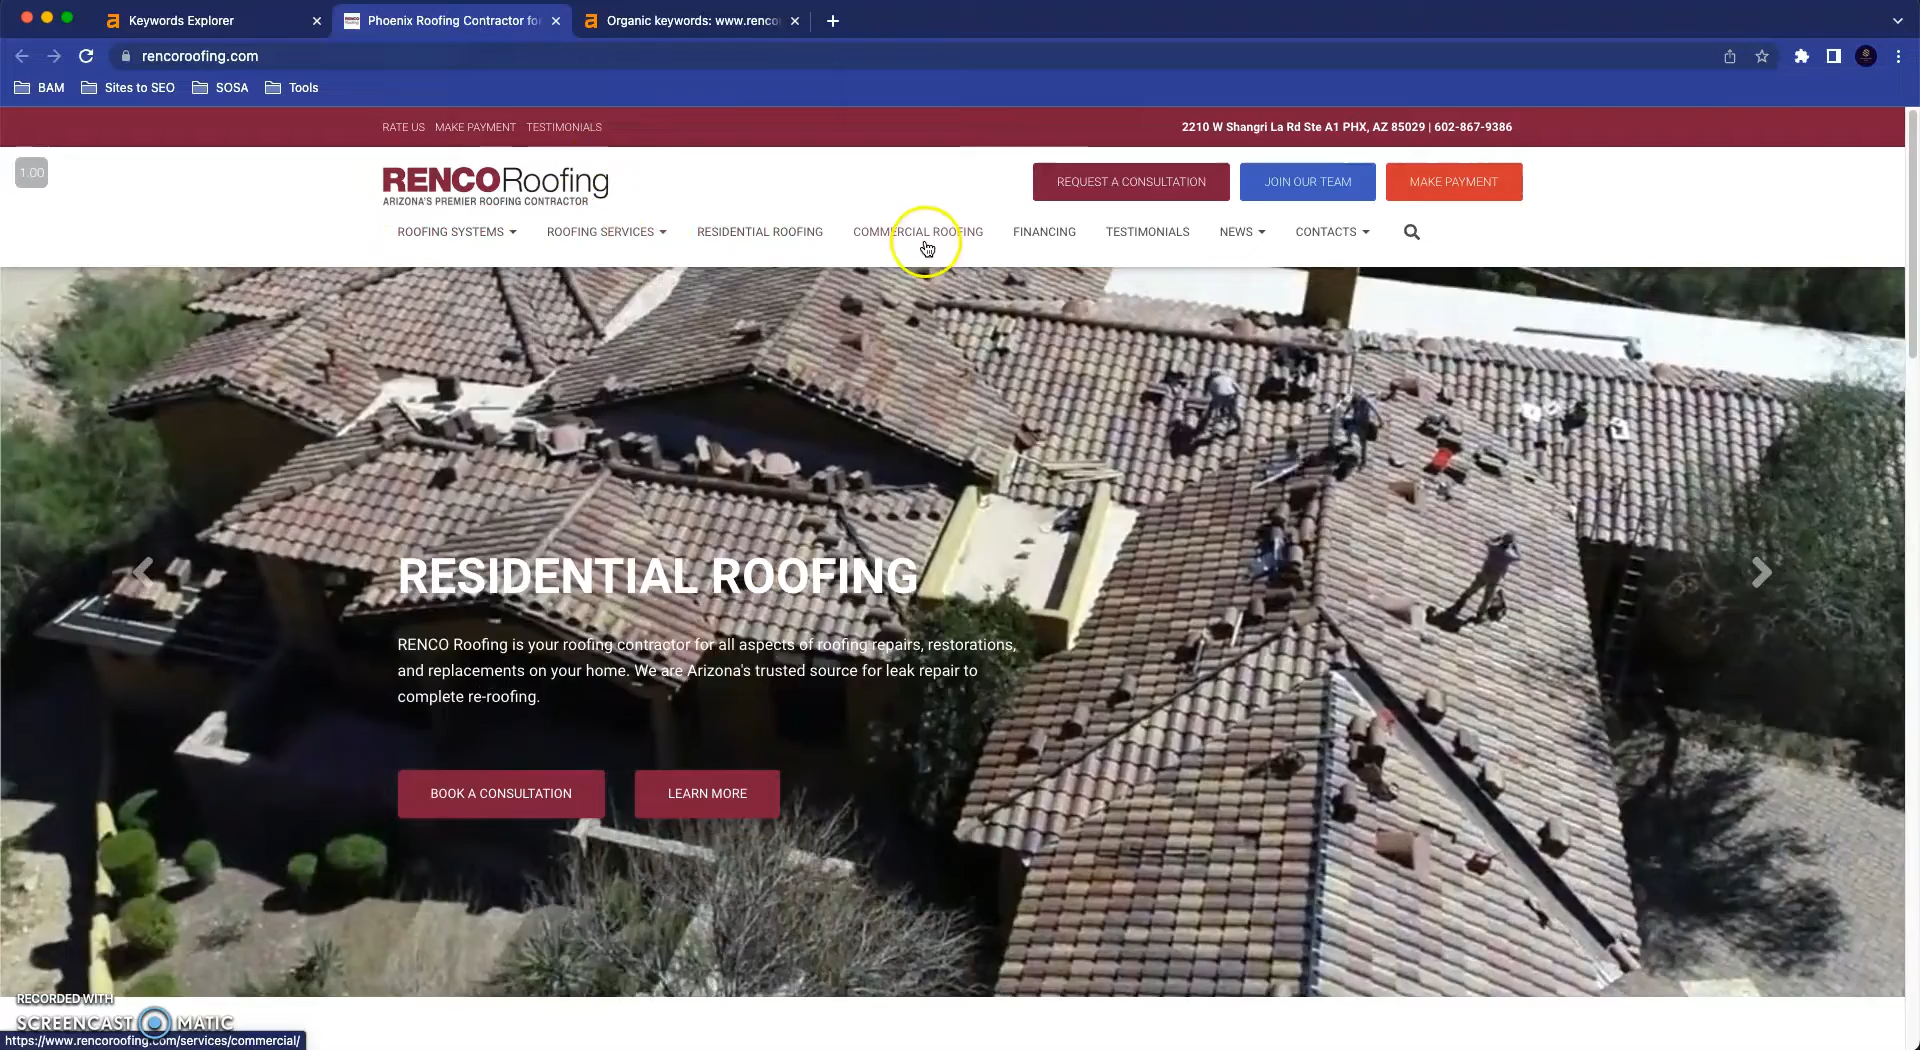 Keywords Explorer
Phoenix Roofing Contractor fo
Organic keywords: www.renco
rencoroofing.com
BAM
Sites to SEO
SOSA
Tools
RATE US MAKE PAYMENT TESTIMONIALS
2210 W Shangri La Rd Ste A1 PHX, AZ 85029 | 602-867-9386
1.00
RENCO Roofing
ARIZONA'S PREMIER ROOFING CONTRACTOR
REQUEST A CONSULTATION
JOIN OUR TEAM
MAKE PAYMENT
ROOFING SYSTEMS
ROOFING SERVICES
RESIDENTIAL ROOFING
COMMERCIAL ROOFING
FINANCING
TESTIMONIALS
NEWS
CONTACTS
RESIDENTIAL ROOFING
RENCO Roofing is your roofing contractor for all aspects of roofing repairs, restorations,
and replacements on your home. We are Arizona's trusted source for leak repair to
complete re-roofing.
BOOK A CONSULTATION
LEARN MORE
RECORDED WITH
SCREENCAST MATIC
https://www.rencoroofing.com/services/commercial/